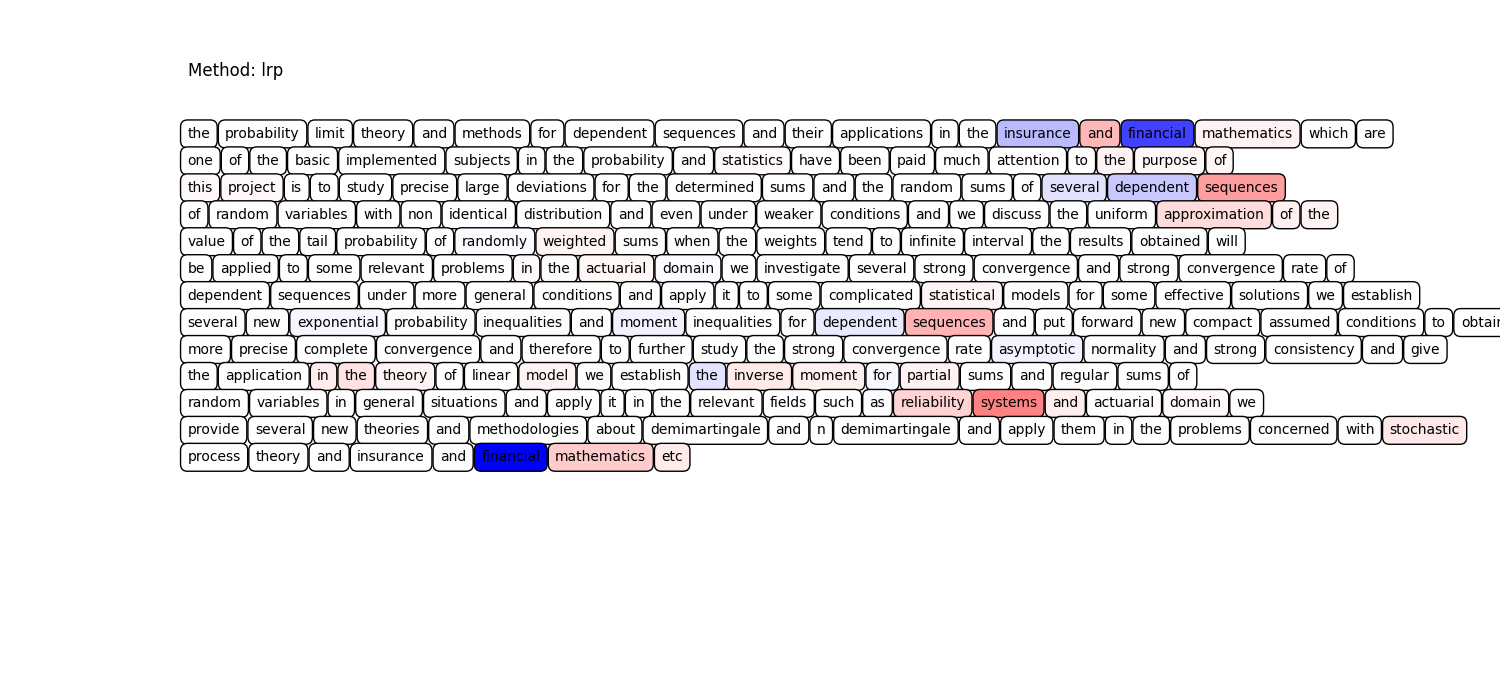 Method: lrp
the probability limit theory and methods for dependent sequences and their applications in the insurance and financial mathematics which are
one of the basic implemented subjects in the probability and statistics have been paid much attention to the purpose of
this project is to study precise large deviations for the determined sums and the random sums of several dependent sequences
of random variables with non identical distribution and even under weaker conditions and we discuss the uniform approximation of the
value of the tail probability of randomly weighted sums when the weights tend to infinite interval the results obtained will
be applied to some relevant problems in the actuarial domain we investigate several strong convergence and strong convergence rate of
dependent sequences under more general conditions and apply it to some complicated statistical models for some effective solutions we establish
several new exponential probability inequalities and moment inequalities for dependent sequences and put forward new compact assumed conditions to
more precise complete convergence and therefore to further study the strong convergence rate asymptotic normality and strong consistency and give
the application in the theory of linear model we establish the inverse moment for partial sums and regular sums of
random variables in general situations and apply it in the relevant fields such as reliability systems and actuarial domain we
provide several new theories and methodologies about demimartingale and n demimartingale and apply them in the problems concerned with stochastic
process theory and insurance and financial mathematics etc